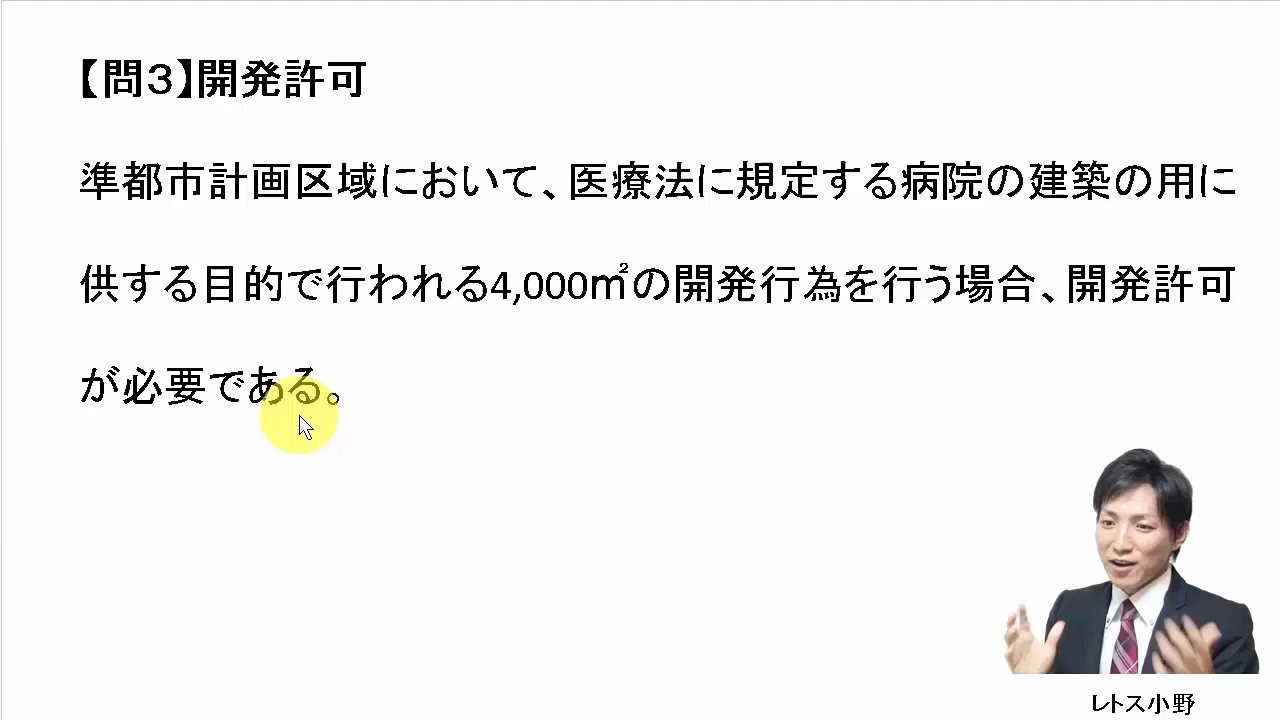 【問３】開発許可
準都市計画区域において、医療法に規定する病院の建築の用に
供する目的で行われる4,000㎡の開発行為を行う場合、開発許可
が必要である。
レトス小野